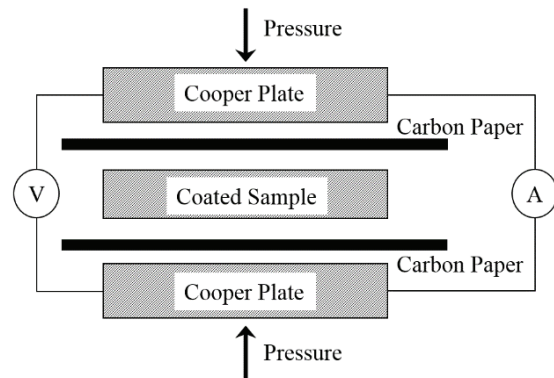 Pressure
Cooper Plate
Carbon Paper
V
Coated Sample
A
Carbon Paper
Cooper Plate
Pressure